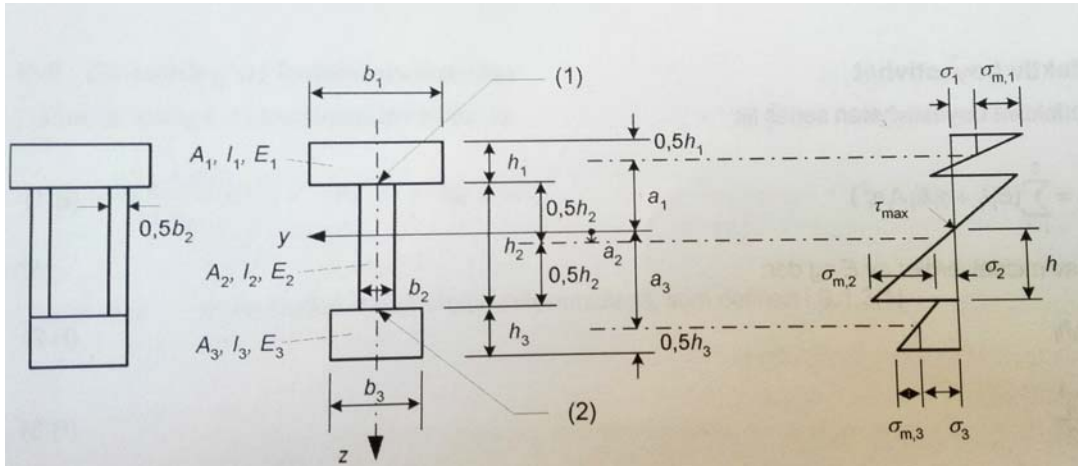 b₁
(1)
σ₁ σₘ,₁
0,5h₁
A₁, I₁, E₁
h₁
a₁
0,5h₂
0,5b₂
τmax
y
h₂
a₂
A₂, I₂, E₂
b₂
0,5h₂
a₃
σₘ,₂
σ₂
h
A₃, I₃, E₃
h₃
0,5h₃
b₃
(2)
σₘ,₃ σ₃
z